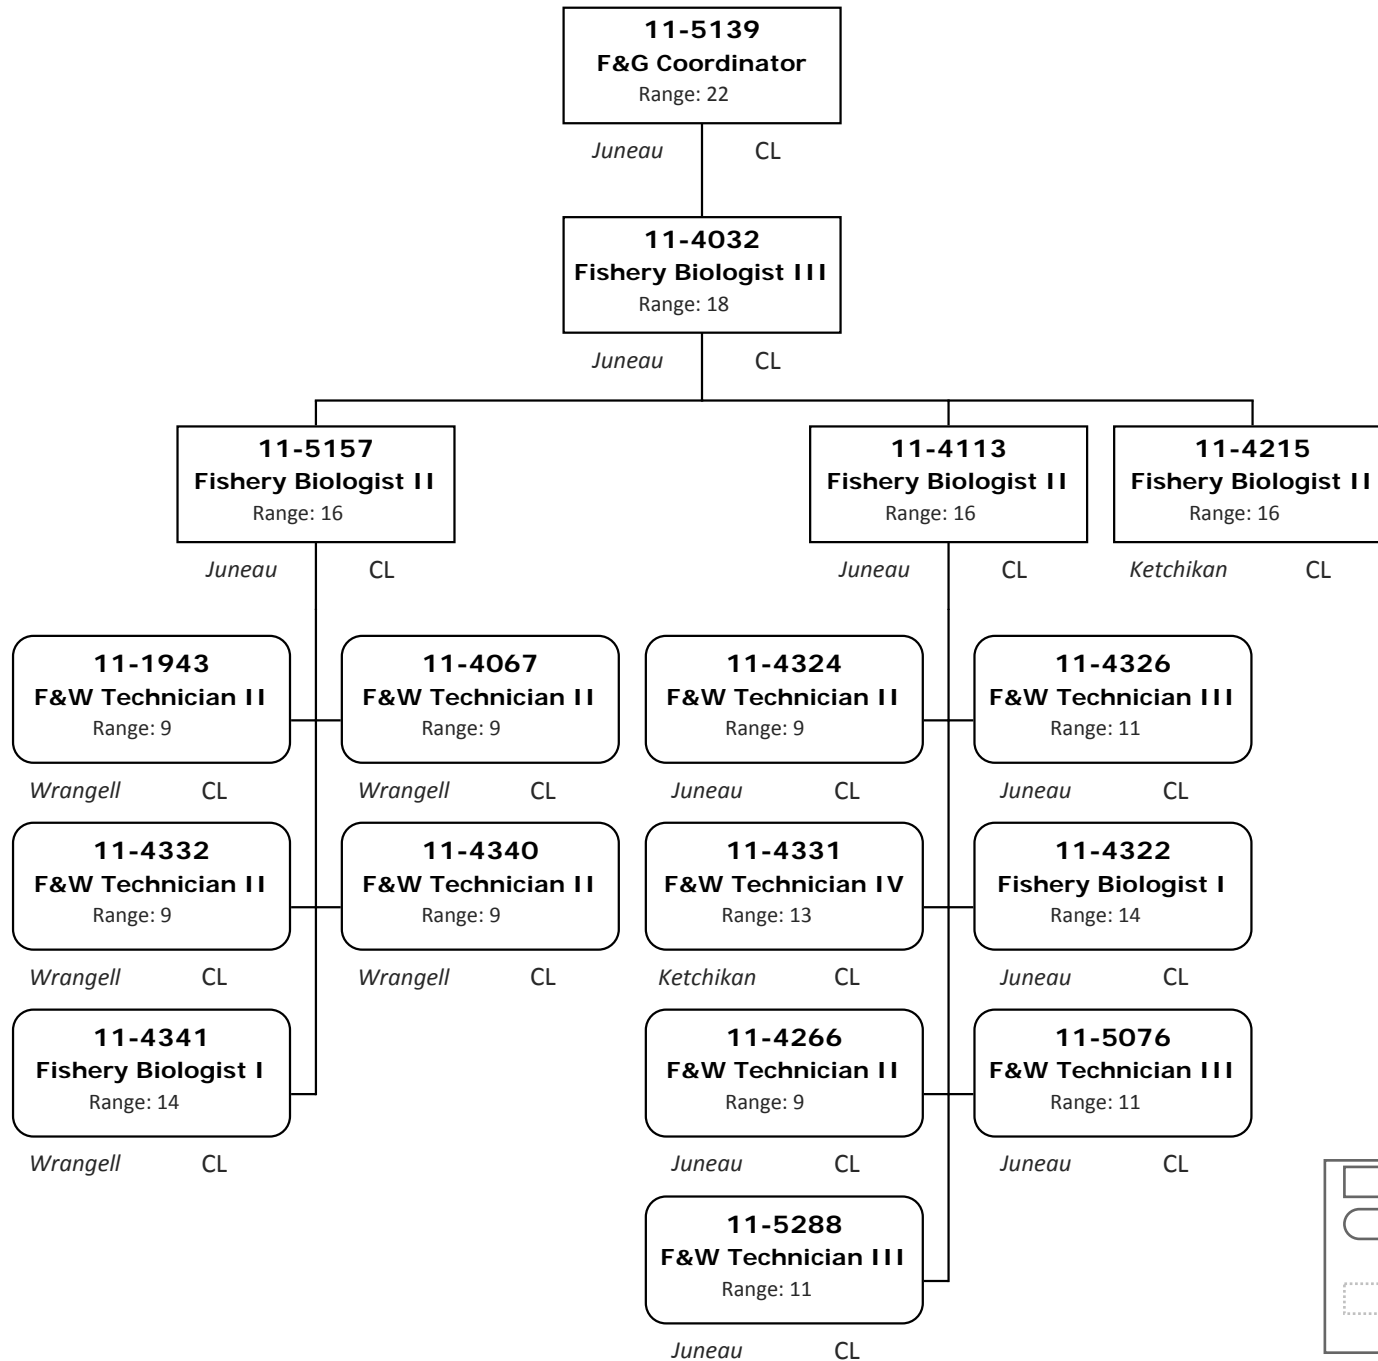 11-5139
F&G Coordinator
Range: 22
Juneau CL
11-4032
Fishery Biologist III
Range: 18
Juneau CL
11-5157
Fishery Biologist II
Range: 16
Juneau CL
11-4113
Fishery Biologist II
Range: 16
Juneau CL
11-4215
Fishery Biologist II
Range: 16
Ketchikan CL
11-1943
F&W Technician II
Range: 9
Wrangell CL
11-4067
F&W Technician II
Range: 9
Wrangell CL
11-4324
F&W Technician II
Range: 9
Juneau CL
11-4326
F&W Technician III
Range: 11
Juneau CL
11-4332
F&W Technician II
Range: 9
Wrangell CL
11-4340
F&W Technician II
Range: 9
Wrangell CL
11-4331
F&W Technician IV
Range: 13
Ketchikan CL
11-4322
Fishery Biologist I
Range: 14
Juneau CL
11-4341
Fishery Biologist I
Range: 14
Wrangell CL
11-4266
F&W Technician II
Range: 9
Juneau CL
11-5076
F&W Technician III
Range: 11
Juneau CL
11-5288
F&W Technician III
Range: 11
Juneau CL